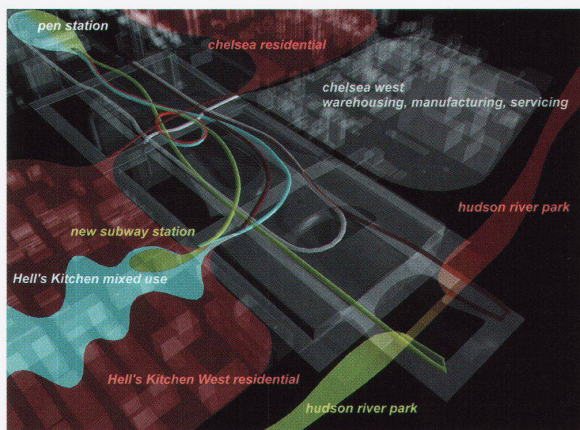 pen station
chelsea residential
chelsea west
warehousing, manufacturing, servicing
hudson river park
new subway station
Hell's Kitchen mixed use
Hell's Kitchen West residential
hudson river park